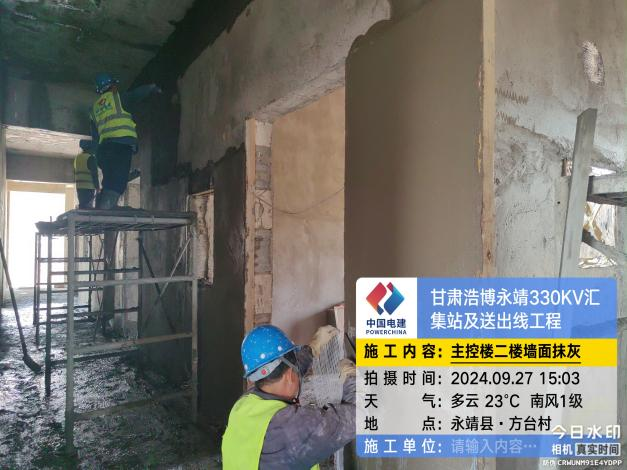 中国电建
POWERCHINA
甘肃浩博永靖330KV汇
集站及送出线工程
施工内容：主控楼二楼墙面抹灰
拍摄时间：2024.09.27 15:03
天气：多云 23℃ 南风1级
地点：永靖县·方台村
施工单位：请输入内容…
今日水印
相机 真实时间
防伪 CRWUNM91E4YDPP